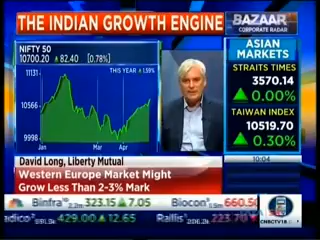 THE INDIAN GROWTH ENGINE
BAZAAR
CORPORATE RADAR
NIFTY 50
10700.20 ▲ 82.40 [0.78%]
THIS YEAR ▲ 1.59%
11131
10566
9998
Jan Mar Apr
ASIAN MARKETS
STRAITS TIMES
3570.14
▲ 0.00%
TAIWAN INDEX
10519.70
▲ 0.30%
David Long, Liberty Mutual
10:04
Western Europe Market Might
Grow Less Than 2-3% Mark
BInfra 323.15 ▲ 7.05 Biocon 660.50
429.00 ▲ 12.65 Rallis 219.70
CNBCTV18